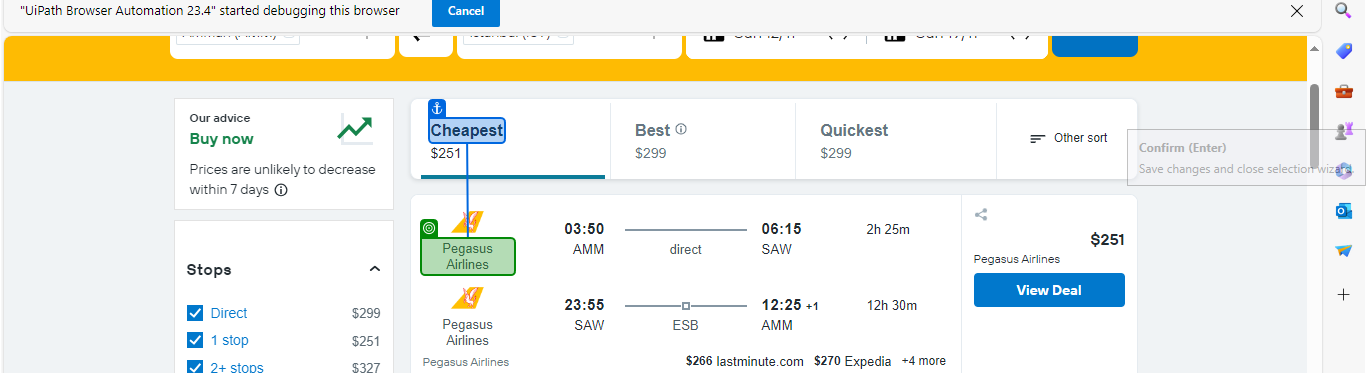 "UiPath Browser Automation 23.4" started debugging this browser
Cancel
Our advice
Buy now
Prices are unlikely to decrease
within 7 days
Stops
Direct $299
1 stop $251
2+ stops $327
Cheapest
$251
Best
$299
Quickest
$299
Other sort
Confirm (Enter)
Save changes and close selection wizard.
Pegasus
Airlines
03:50 06:15 2h 25m
AMM direct SAW
Pegasus
Airlines
23:55 12:25 +1 12h 30m
SAW ESB AMM
Pegasus Airlines
$266 lastminute.com $270 Expedia +4 more
$251
Pegasus Airlines
View Deal